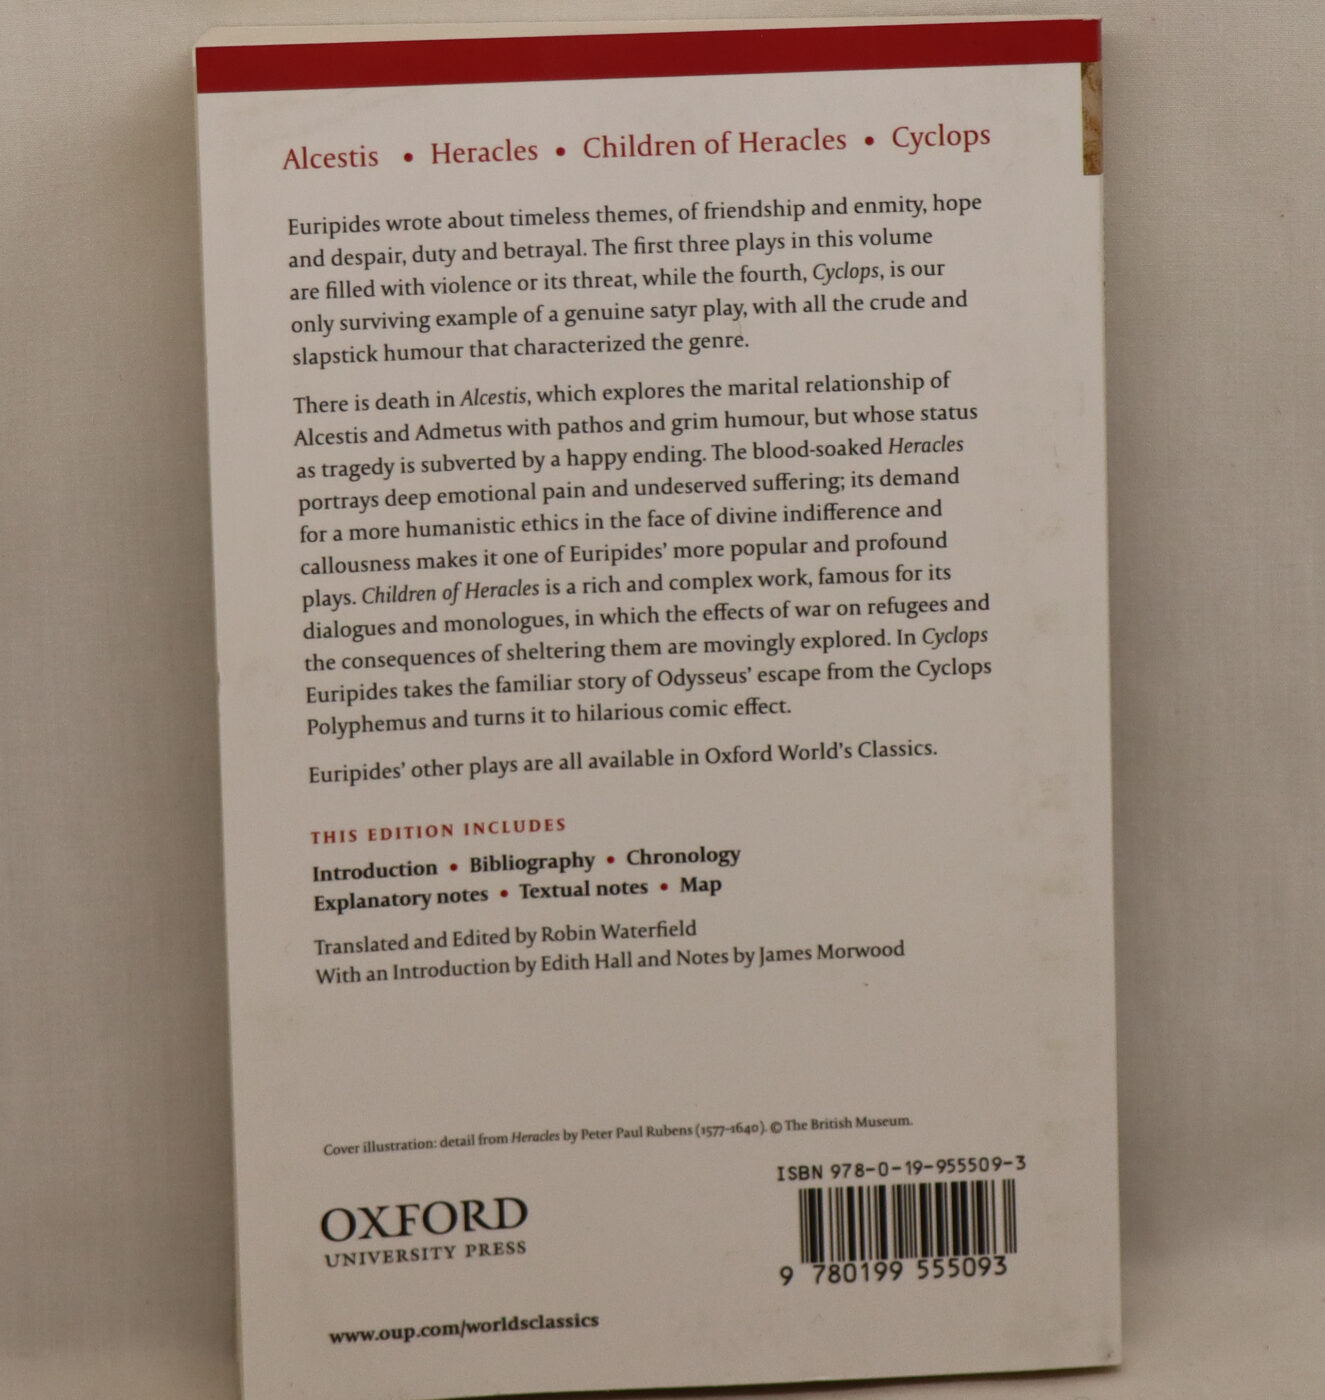 Alcestis • Heracles • Children of Heracles • Cyclops
Euripides wrote about timeless themes, of friendship and enmity, hope
and despair, duty and betrayal. The first three plays in this volume
are filled with violence or its threat, while the fourth, Cyclops, is our
only surviving example of a genuine satyr play, with all the crude and
slapstick humour that characterized the genre.
There is death in Alcestis, which explores the marital relationship of
Alcestis and Admetus with pathos and grim humour, but whose status
as tragedy is subverted by a happy ending. The blood-soaked Heracles
portrays deep emotional pain and undeserved suffering; its demand
for a more humanistic ethics in the face of divine indifference and
callousness makes it one of Euripides' more popular and profound
plays. Children of Heracles is a rich and complex work, famous for its
dialogues and monologues, in which the effects of war on refugees and
the consequences of sheltering them are movingly explored. In Cyclops
Euripides takes the familiar story of Odysseus' escape from the Cyclops
Polyphemus and turns it to hilarious comic effect.
Euripides' other plays are all available in Oxford World's Classics.
THIS EDITION INCLUDES
Introduction • Bibliography • Chronology
Explanatory notes • Textual notes • Map
Translated and Edited by Robin Waterfield
With an Introduction by Edith Hall and Notes by James Morwood
Cover illustration: detail from Heracles by Peter Paul Rubens (1577–1640). © The British Museum.
ISBN 978-0-19-955509-3
OXFORD
UNIVERSITY PRESS
9 780199 555093
www.oup.com/worldsclassics